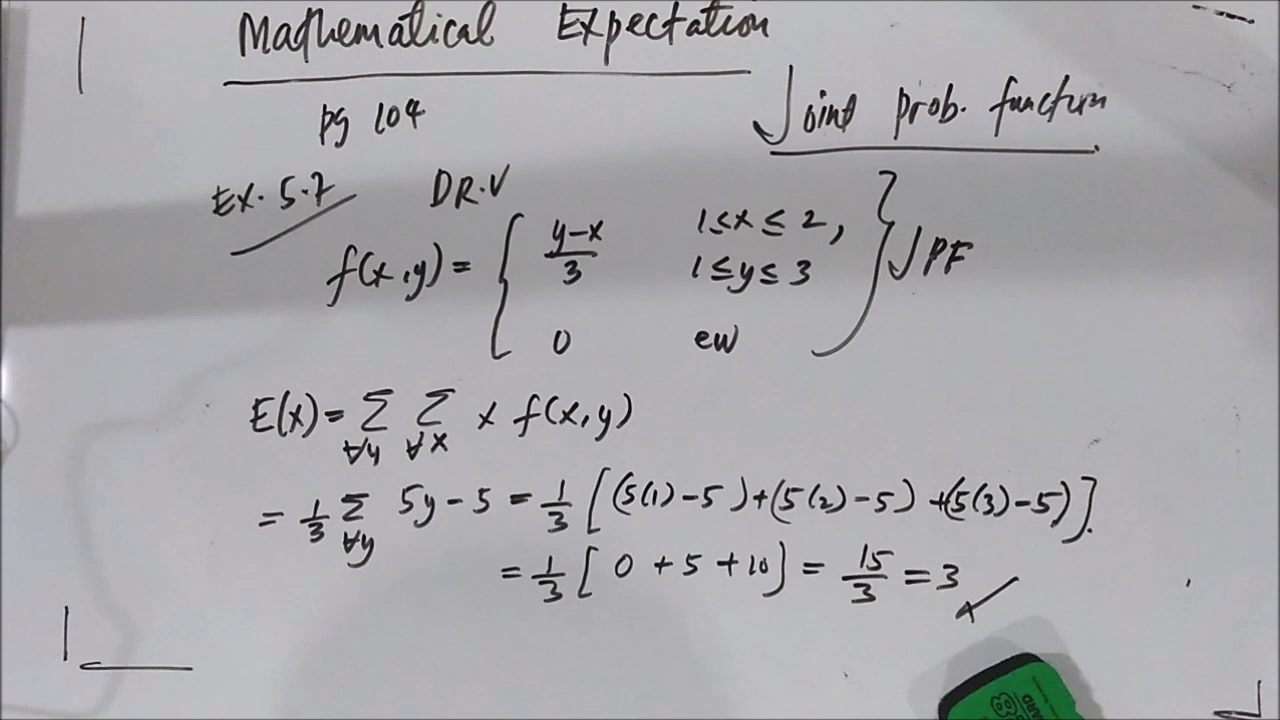 Mathematical Expectation
pg 104
Joint prob. function
Ex. 5.7 DR.V
f(x,y) = { y-x/3 1≤x≤2, 1≤y≤3 } JPF
0 ew
E(x) = Σ∀y Σ∀x x f(x,y)
= 1/3 Σ∀y 5y-5 = 1/3 [(5(1)-5)+(5(2)-5)+(5(3)-5)].
= 1/3 [0+5+10] = 15/3 = 3